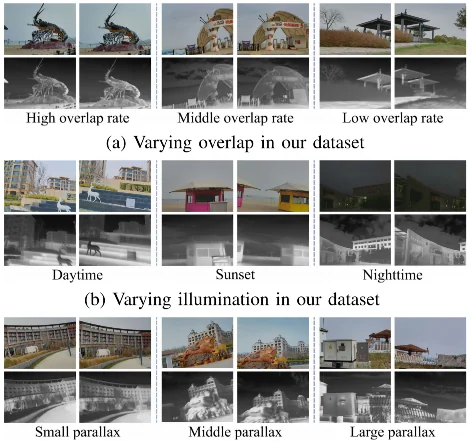 High overlap rate Middle overlap rate Low overlap rate
(a) Varying overlap in our dataset
Daytime Sunset Nighttime
(b) Varying illumination in our dataset
Small parallax Middle parallax Large parallax